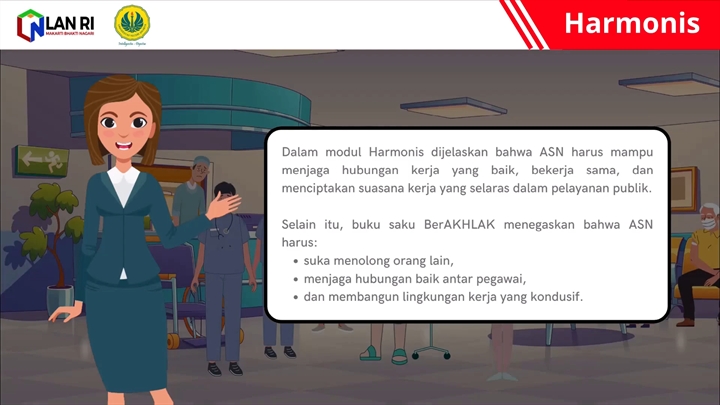 LAN RI
MAKARTI BHAKTI NAGARI
Harmonis
Dalam modul Harmonis dijelaskan bahwa ASN harus mampu
menjaga hubungan kerja yang baik, bekerja sama, dan
menciptakan suasana kerja yang selaras dalam pelayanan publik.
Selain itu, buku saku BerAKHLAK menegaskan bahwa ASN
harus:
• suka menolong orang lain,
• menjaga hubungan baik antar pegawai,
• dan membangun lingkungan kerja yang kondusif.